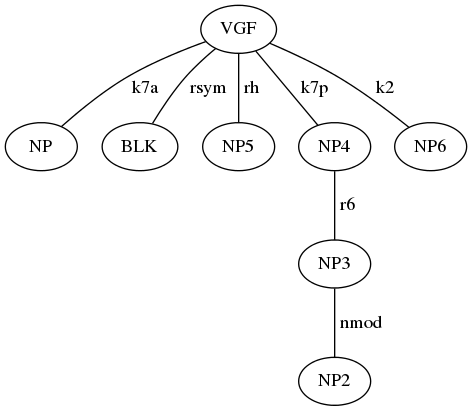 VGF
k7a rsym rh k7p k2
NP BLK NP5 NP4 NP6
r6
NP3
nmod
NP2